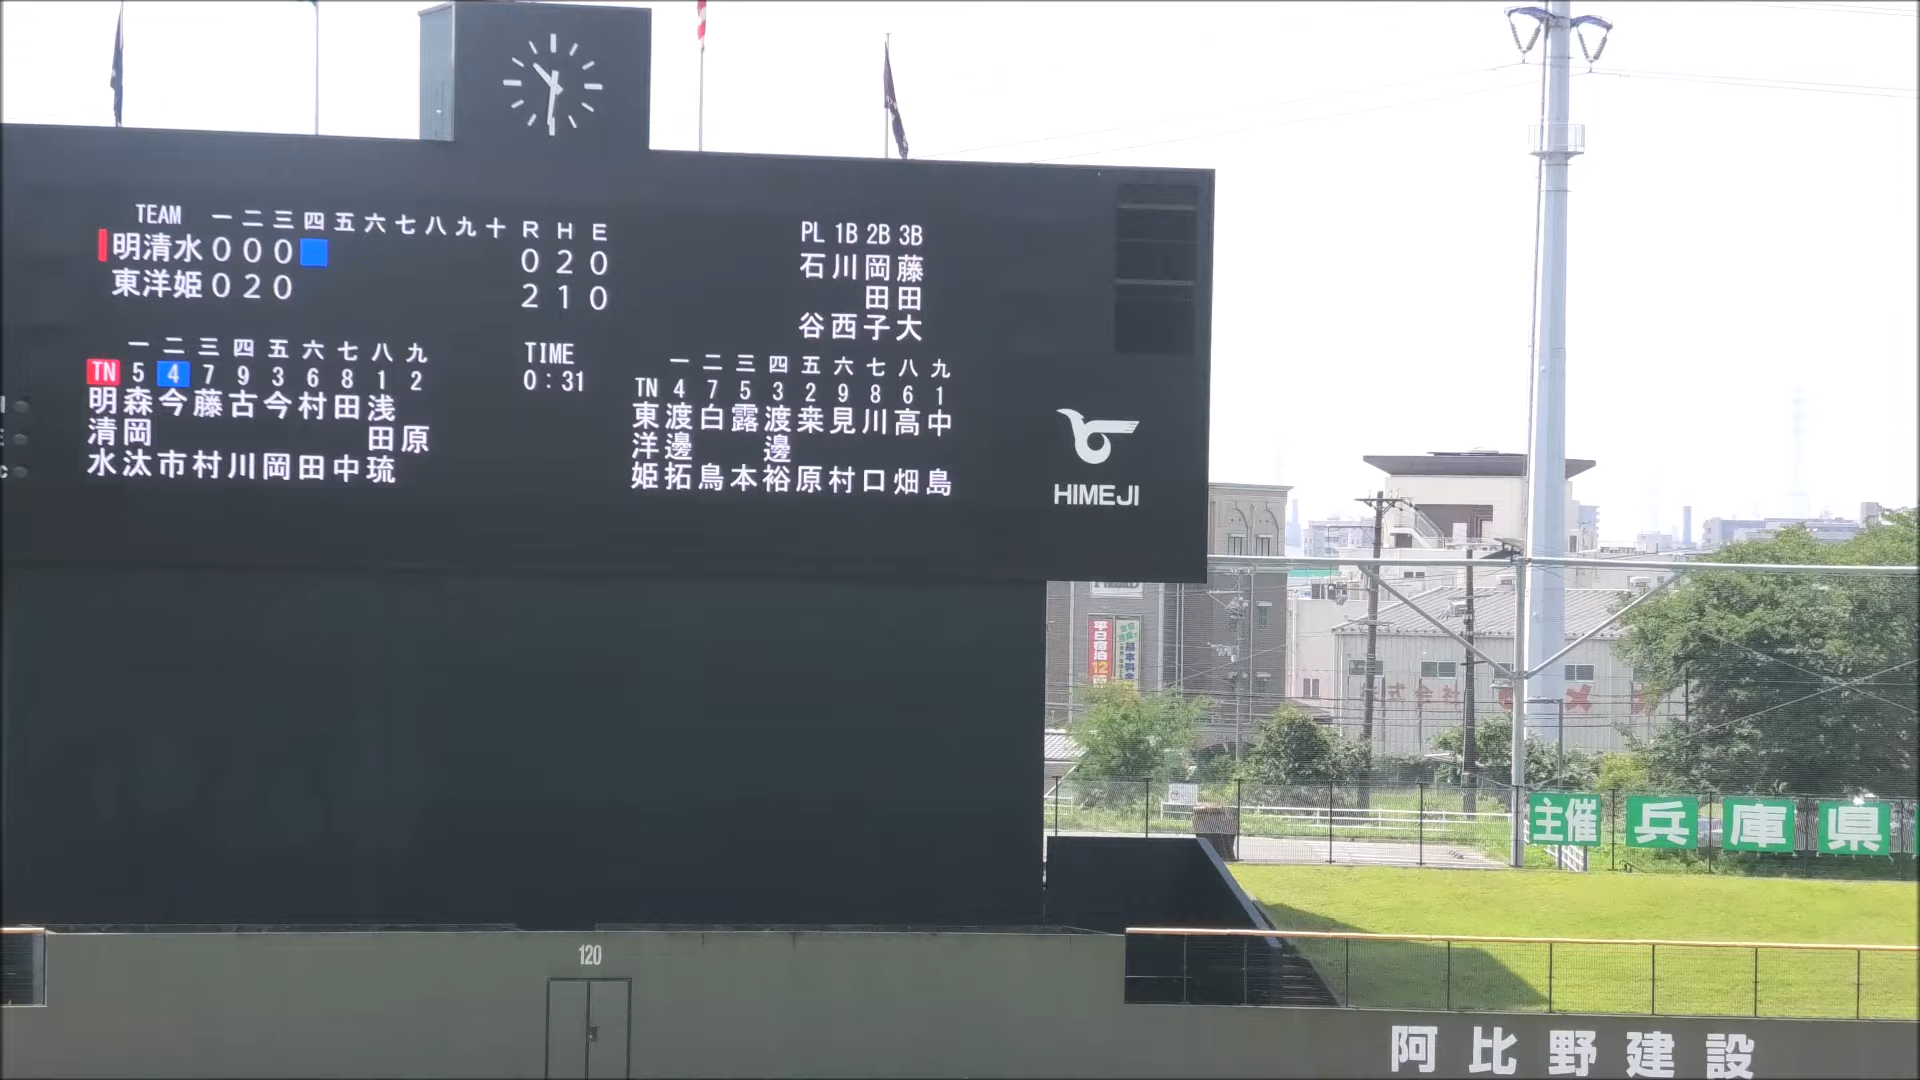 TEAM 一 二 三 四 五 六 七 八 九 十 R H E
明清水 0 0 0 0 2 0
東洋姫 0 2 0 2 1 0
PL 1B 2B 3B
石谷 川西 岡田子 藤田大
TIME
0:31
一 二 三 四 五 六 七 八 九
TN 5 4 7 9 3 6 8 1 2
明清水 森岡汰 今市 藤村 古川 今岡 村田 田中 浅田琉 原
一 二 三 四 五 六 七 八 九
TN 4 7 5 3 2 9 8 6 1
東洋姫 渡邊拓 白鳥 露本 渡邊裕 桒原 見村 川口 高畑 中島
HIMEJI
平日宿泊
12
主催 兵庫県
120
阿比野建設